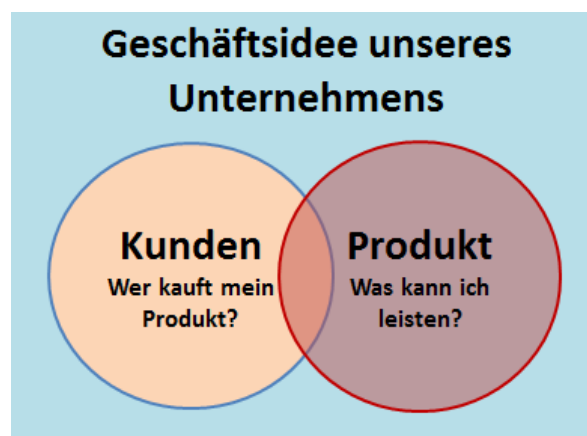 Geschäftsidee unseres
Unternehmens
Kunden
Wer kauft mein
Produkt?
Produkt
Was kann ich
leisten?